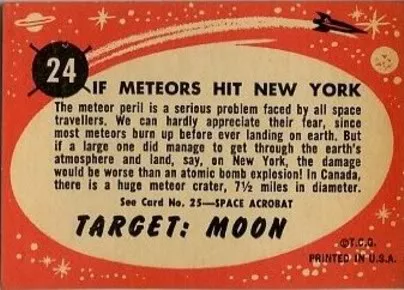 24
IF METEORS HIT NEW YORK
The meteor peril is a serious problem faced by all space
travellers. We can hardly appreciate their fear, since
most meteors burn up before ever landing on earth. But
if a large one did manage to get through the earth's
atmosphere and land, say, on New York, the damage
would be worse than an atomic bomb explosion! In Canada,
there is a huge meteor crater, 7½ miles in diameter.
See Card No. 25—SPACE ACROBAT
TARGET: MOON
©T.C.G.
PRINTED IN U.S.A.